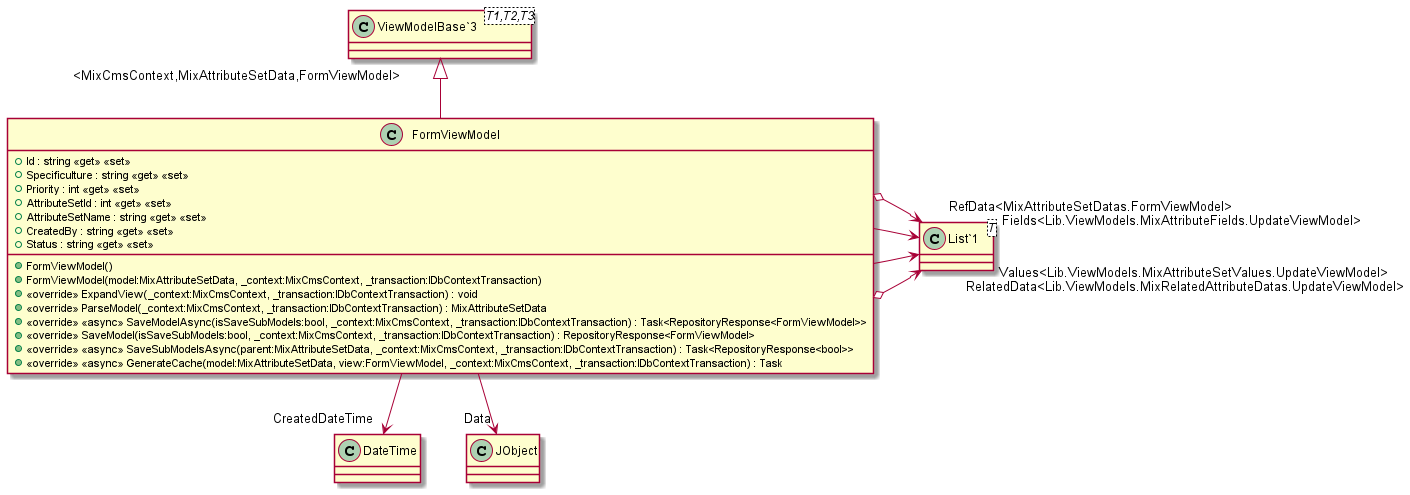 C ViewModelBase`3
T1,T2,T3
<MixCmsContext,MixAttributeSetData,FormViewModel>
C FormViewModel
Id : string «get» «set»
Specificulture : string «get» «set»
Priority : int «get» «set»
AttributeSetId : int «get» «set»
AttributeSetName : string «get» «set»
CreatedBy : string «get» «set»
Status : string «get» «set»
FormViewModel()
FormViewModel(model:MixAttributeSetData, _context:MixCmsContext, _transaction:IDbContextTransaction)
«override» ExpandView(_context:MixCmsContext, _transaction:IDbContextTransaction) : void
«override» ParseModel(_context:MixCmsContext, _transaction:IDbContextTransaction) : MixAttributeSetData
«override» «async» SaveModelAsync(isSaveSubModels:bool, _context:MixCmsContext, _transaction:IDbContextTransaction) : Task<RepositoryResponse<FormViewModel>>
«override» SaveModel(isSaveSubModels:bool, _context:MixCmsContext, _transaction:IDbContextTransaction) : RepositoryResponse<FormViewModel>
«override» «async» SaveSubModelsAsync(parent:MixAttributeSetData, _context:MixCmsContext, _transaction:IDbContextTransaction) : Task<RepositoryResponse<bool>>
«override» «async» GenerateCache(model:MixAttributeSetData, view:FormViewModel, _context:MixCmsContext, _transaction:IDbContextTransaction) : Task
RefData<MixAttributeSetDatas.FormViewModel>
Fields<Lib.ViewModels.MixAttributeFields.UpdateViewModel>
C List`1
T
Values<Lib.ViewModels.MixAttributeSetValues.UpdateViewModel>
RelatedData<Lib.ViewModels.MixRelatedAttributeDatas.UpdateViewModel>
CreatedDateTime
Data
C DateTime
C JObject